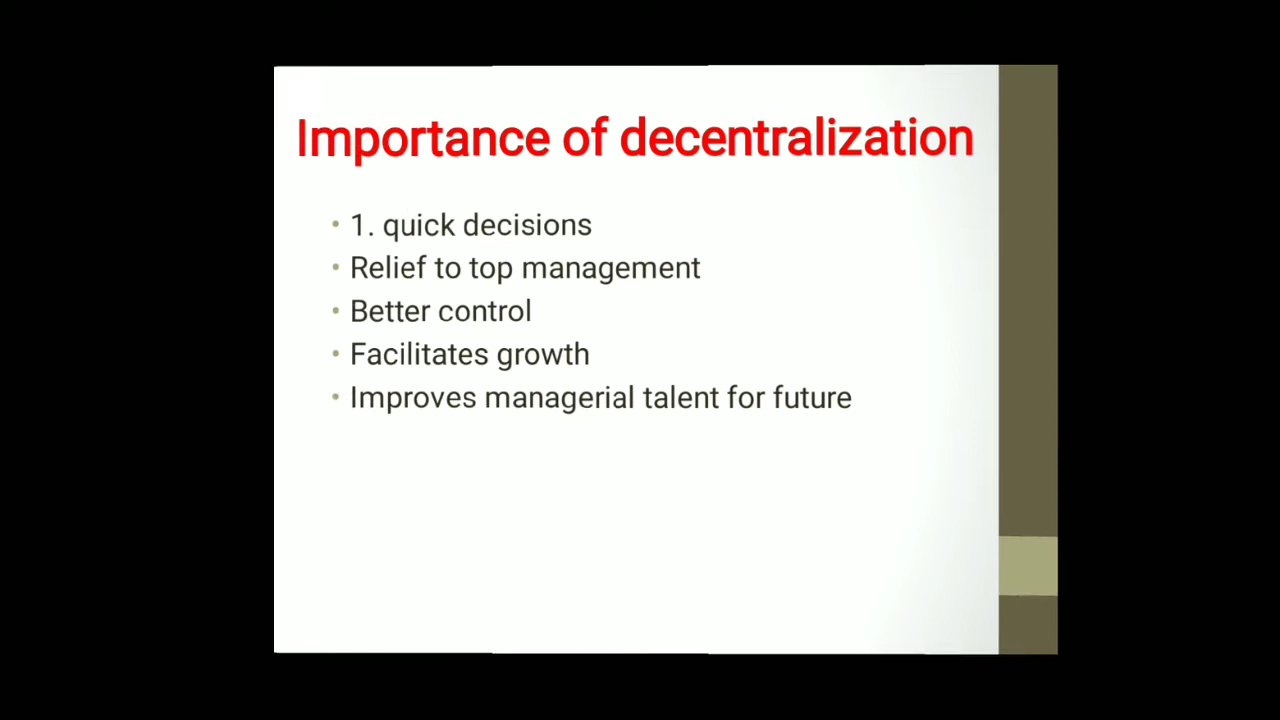 Importance of decentralization
• 1. quick decisions
• Relief to top management
• Better control
• Facilitates growth
• Improves managerial talent for future